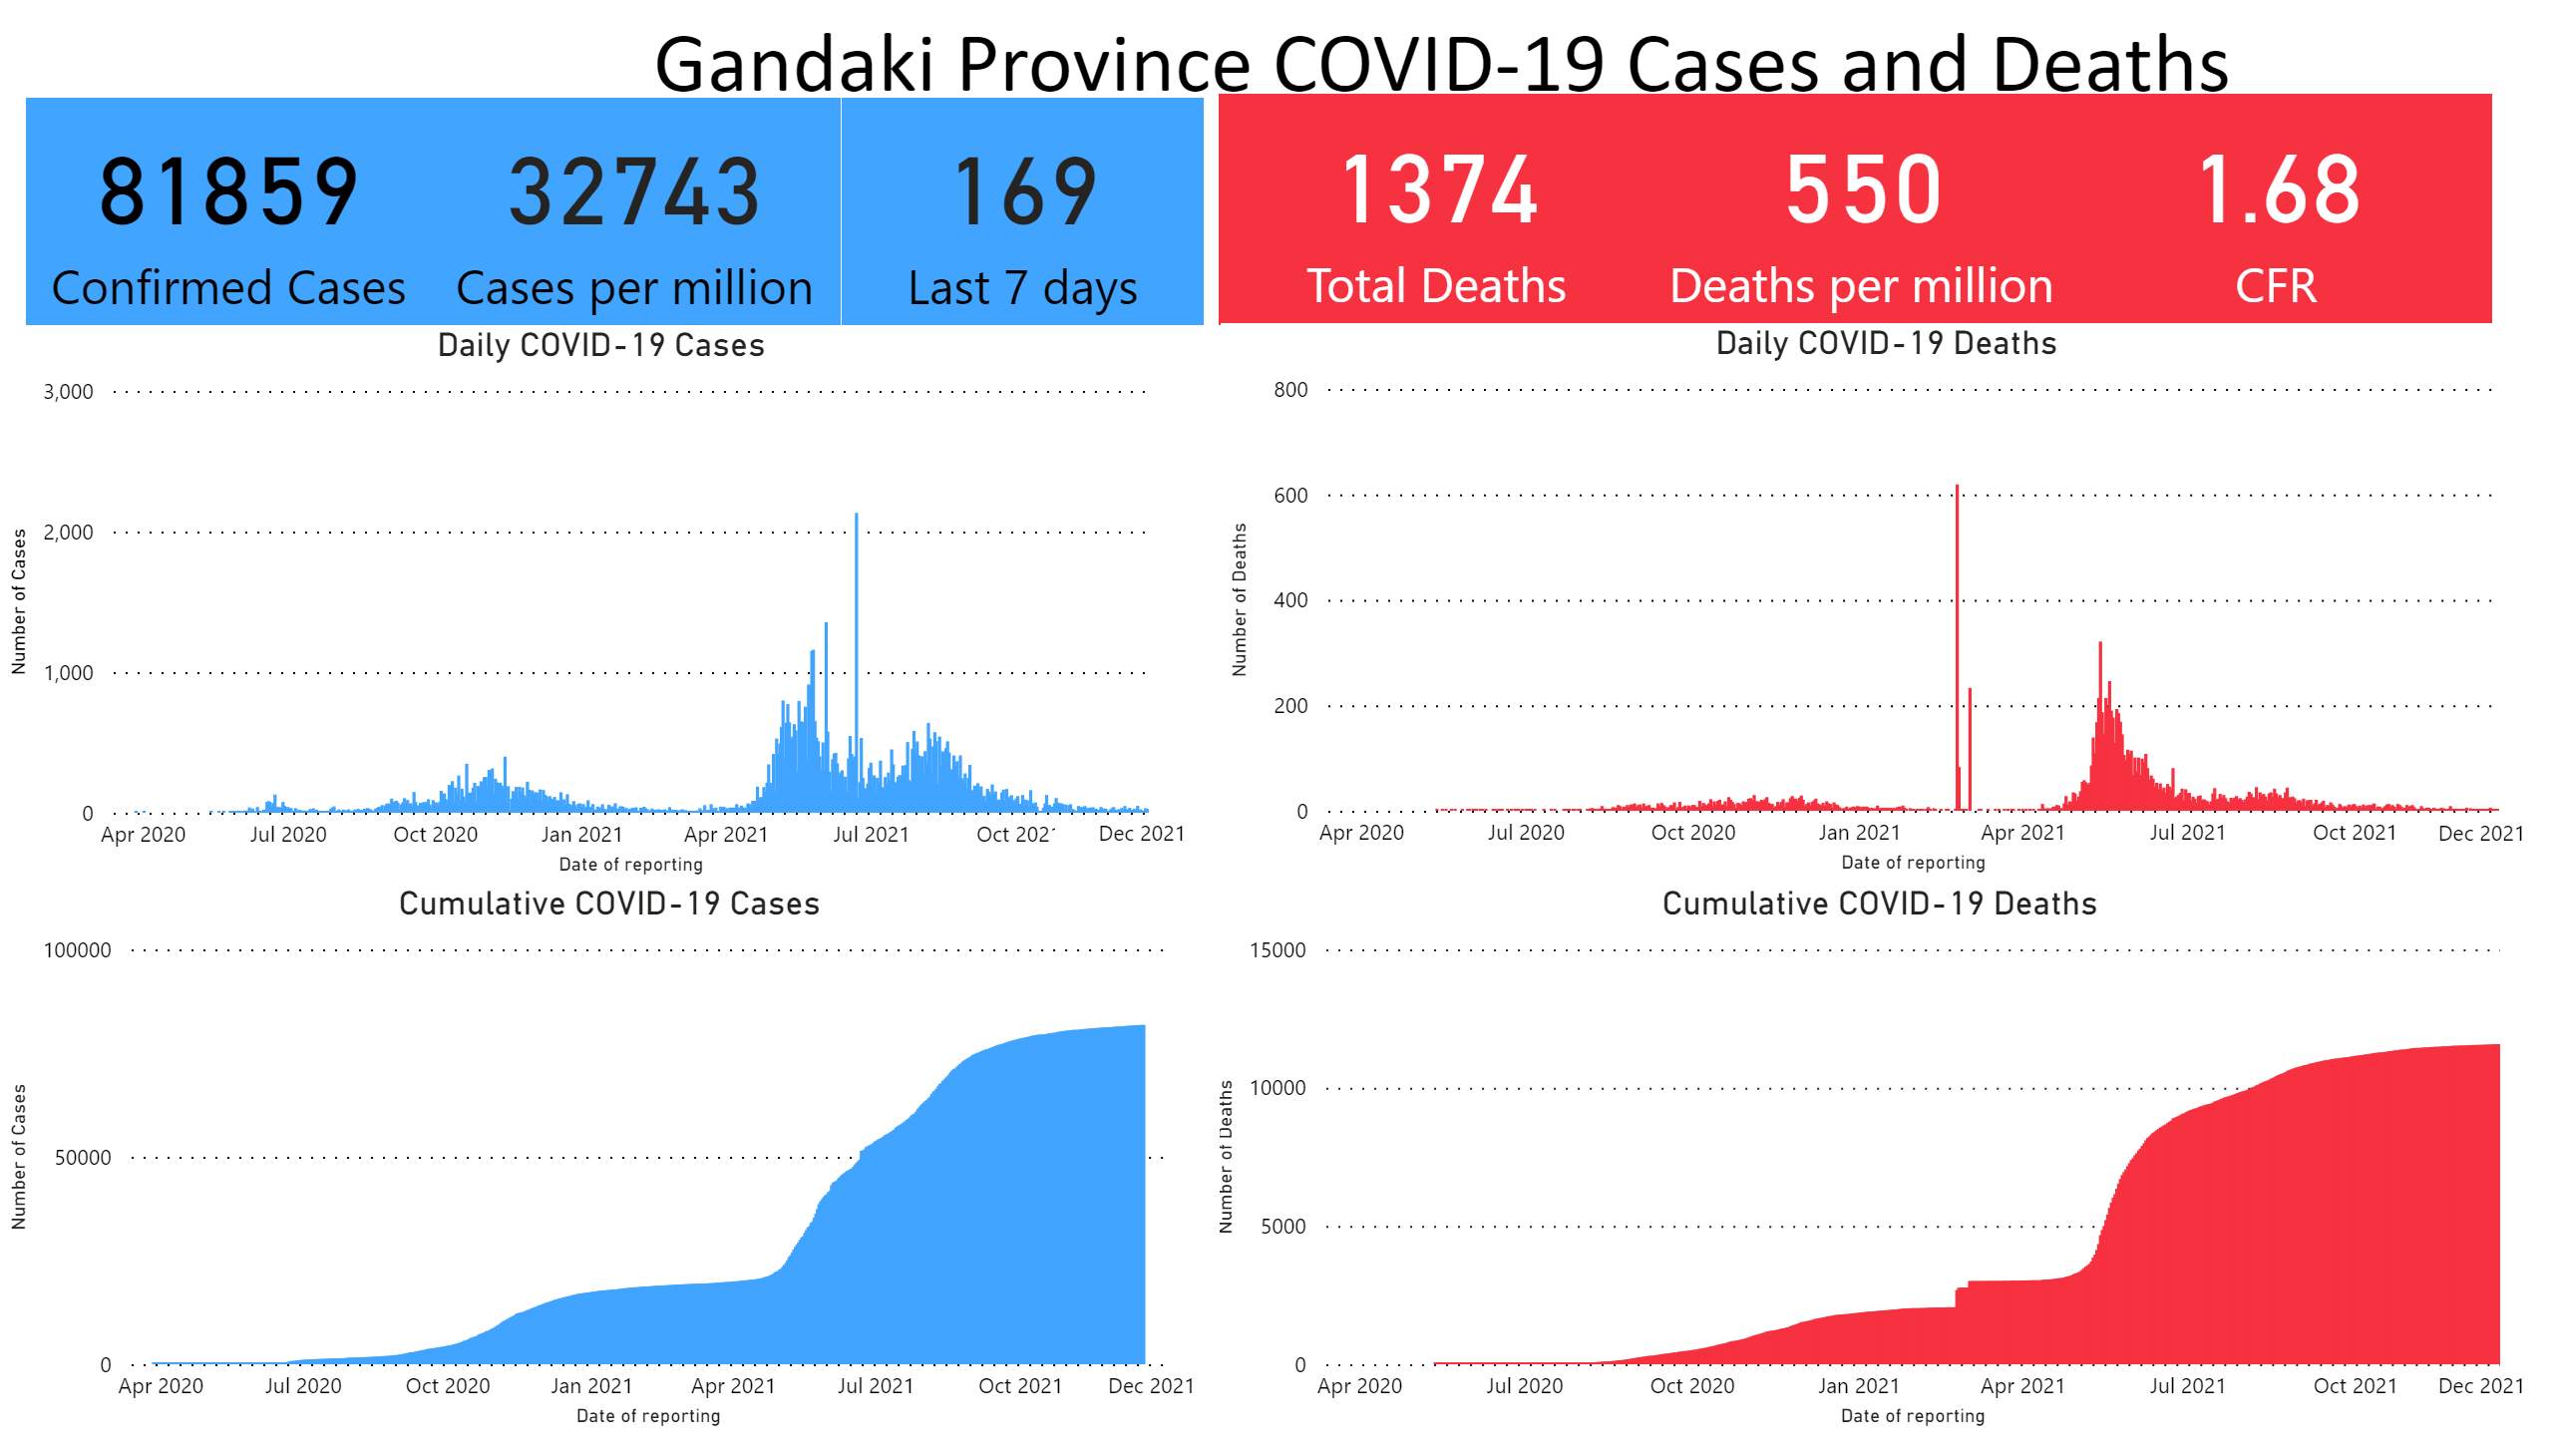 Gandaki Province COVID-19 Cases and Deaths
81859 32743 169 1374 550 1.68
Confirmed Cases Cases per million Last 7 days Total Deaths Deaths per million CFR
Daily COVID-19 Cases
3,000
2,000
1,000
0
Number of Cases
Apr 2020 Jul 2020 Oct 2020 Jan 2021 Apr 2021 Jul 2021 Oct 202' Dec 2021
Date of reporting
Daily COVID-19 Deaths
800
600
400
200
0
Number of Deaths
Apr 2020 Jul 2020 Oct 2020 Jan 2021 Apr 2021 Jul 2021 Oct 2021 Dec 2021
Date of reporting
Cumulative COVID-19 Cases
100000
50000
0
Number of Cases
Apr 2020 Jul 2020 Oct 2020 Jan 2021 Apr 2021 Jul 2021 Oct 2021 Dec 2021
Date of reporting
Cumulative COVID-19 Deaths
15000
10000
5000
0
Number of Deaths
Apr 2020 Jul 2020 Oct 2020 Jan 2021 Apr 2021 Jul 2021 Oct 2021 Dec 2021
Date of reporting